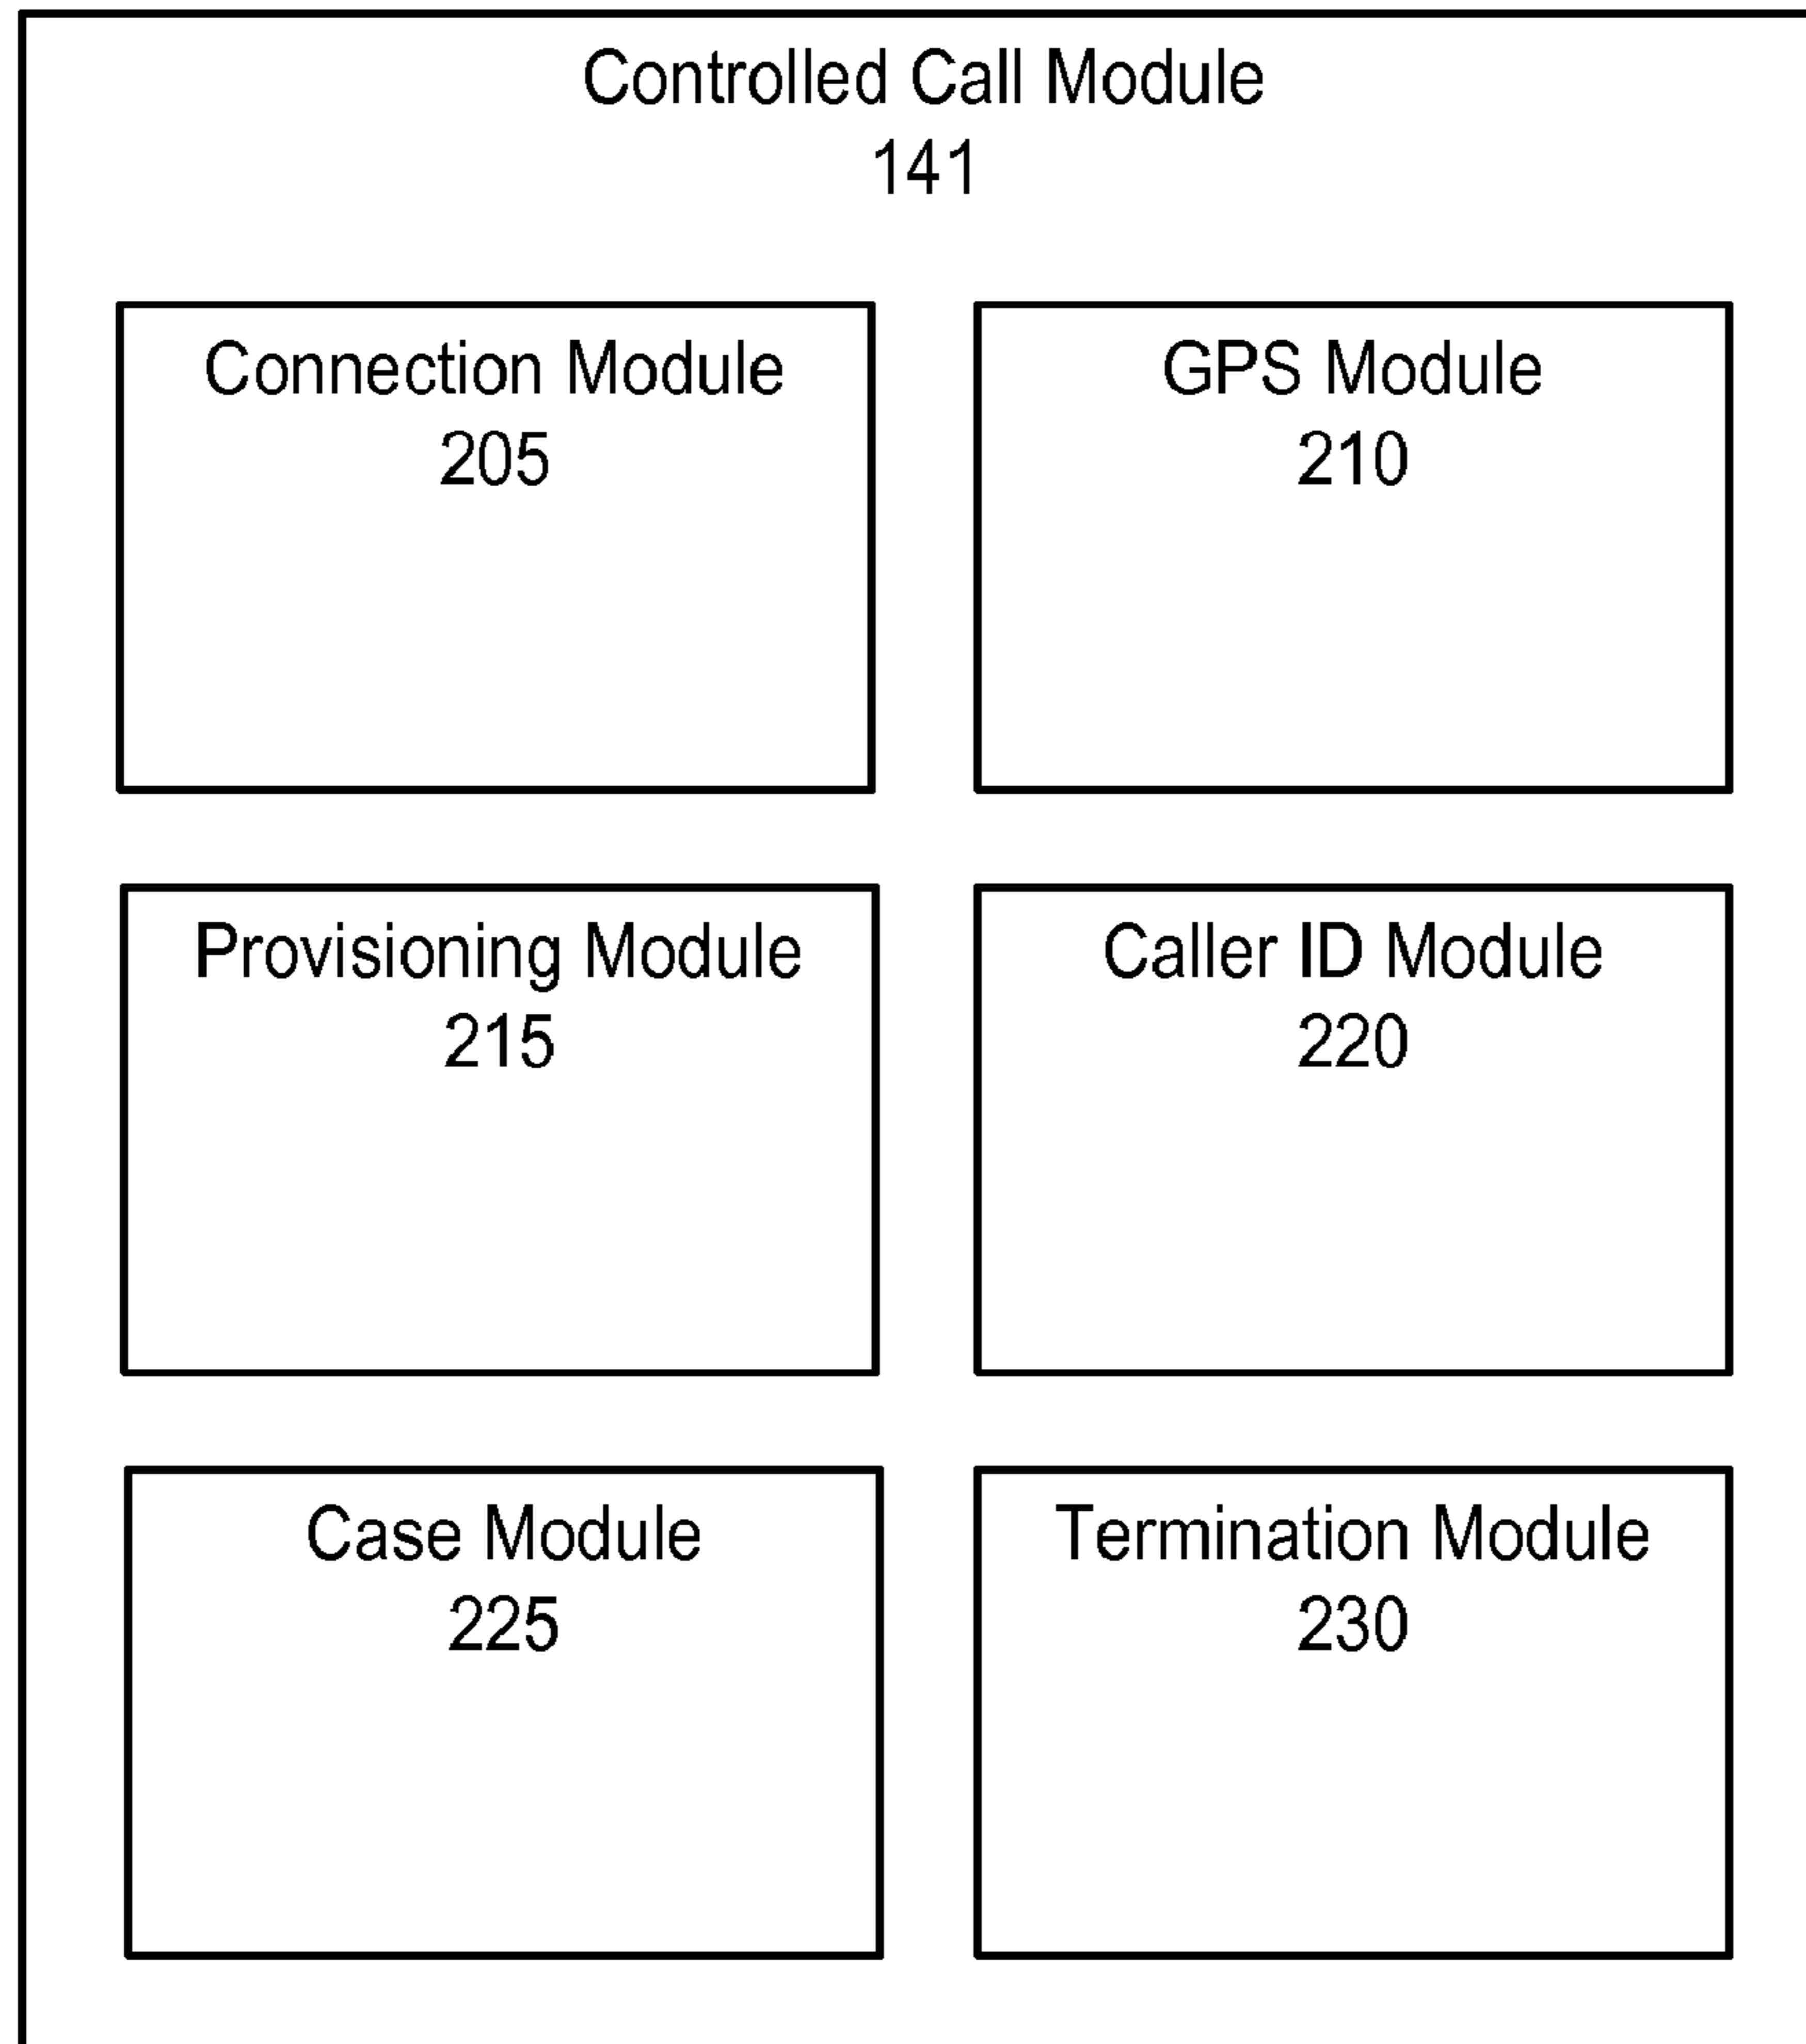 Controlled Call Module
141
Connection Module
205
GPS Module
210
Provisioning Module
215
Caller ID Module
220
Case Module
225
Termination Module
230